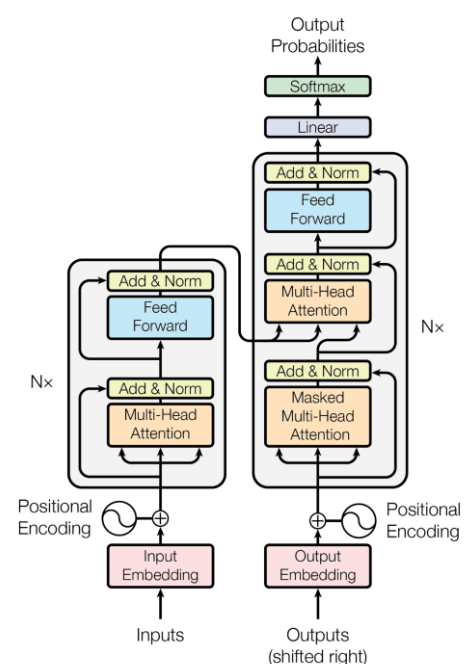 Output
Probabilities
Softmax
Linear
Add & Norm
Feed
Forward
Add & Norm
Multi-Head
Attention
Add & Norm
Masked
Multi-Head
Attention
N×
Add & Norm
Feed
Forward
N×
Add & Norm
Multi-Head
Attention
Positional
Encoding
Positional
Encoding
Input
Embedding
Output
Embedding
Inputs
Outputs
(shifted right)